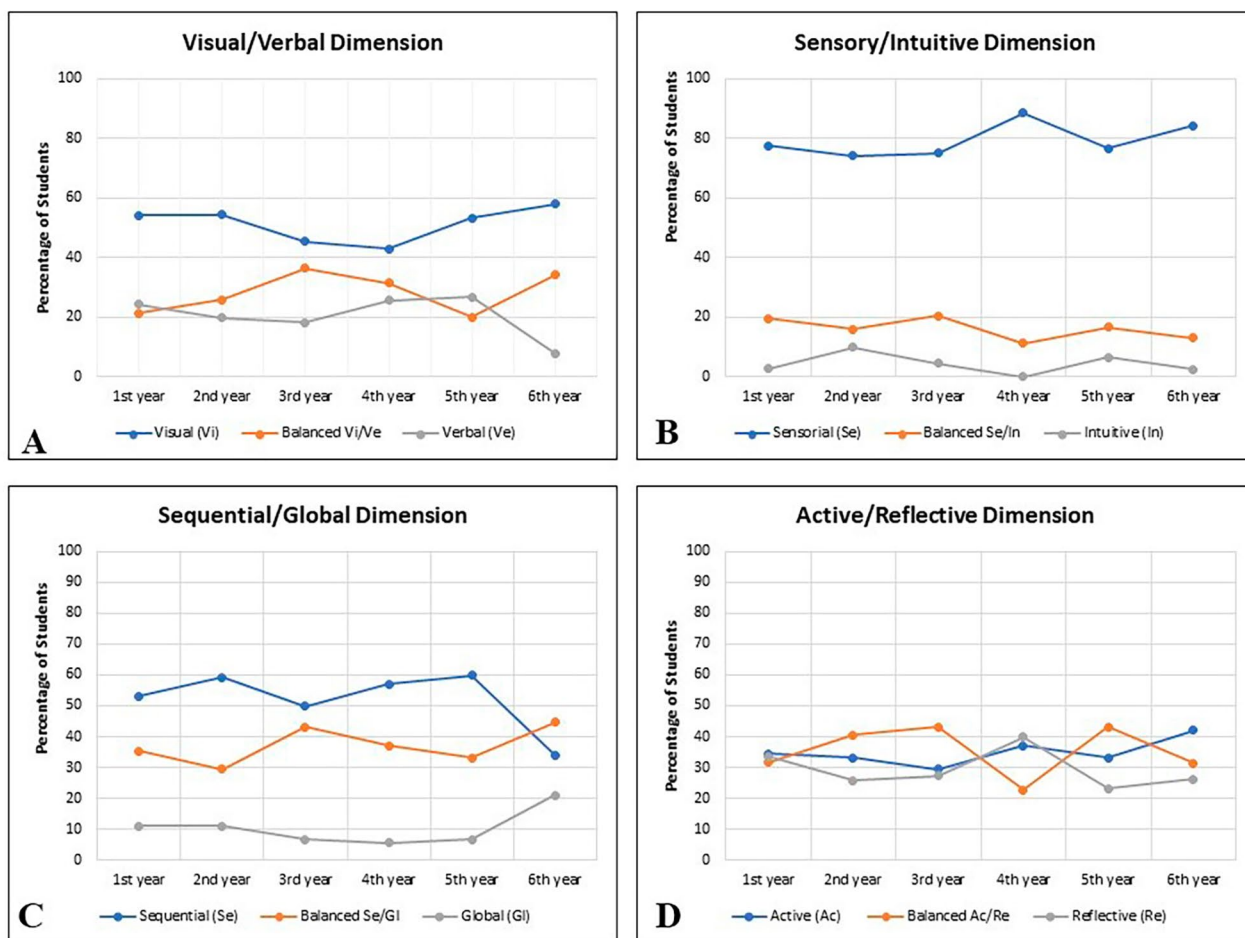 Visual/Verbal Dimension
Percentage of Students
100
80
60
40
20
0
1st year 2nd year 3rd year 4th year 5th year 6th year
Visual (Vi) Balanced Vi/Ve Verbal (Ve)
A
Sensory/Intuitive Dimension
Percentage of Students
100
80
60
40
20
0
1st year 2nd year 3rd year 4th year 5th year 6th year
Sensorial (Se) Balanced Se/In Intuitive (In)
B
Sequential/Global Dimension
Percentage of Students
100
90
80
70
60
50
40
30
20
10
0
1st year 2nd year 3rd year 4th year 5th year 6th year
Sequential (Se) Balanced Se/Gl Global (Gl)
C
Active/Reflective Dimension
Percentage of Students
100
90
80
70
60
50
40
30
20
10
0
1st year 2nd year 3rd year 4th year 5th year 6th year
Active (Ac) Balanced Ac/Re Reflective (Re)
D